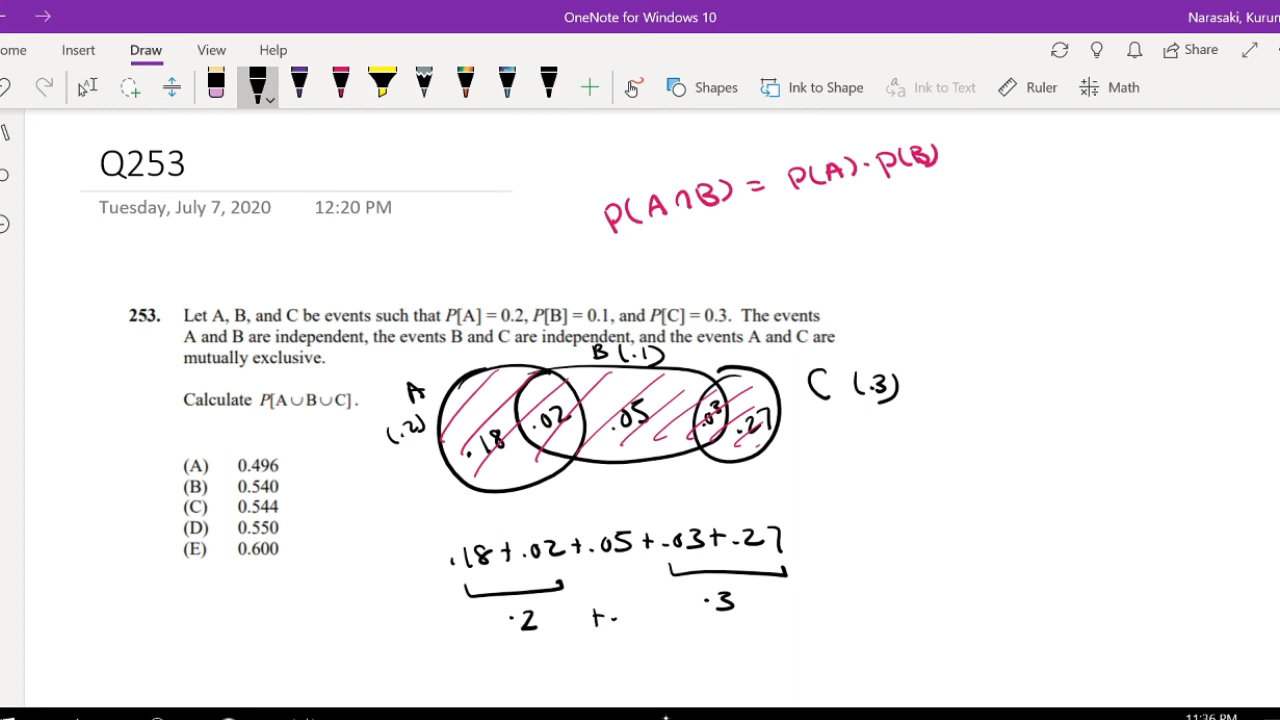 OneNote for Windows 10
Narasaki, Kurum
ome Insert Draw View Help
Share
Shapes Ink to Shape Ink to Text Ruler Math
Q253
Tuesday, July 7, 2020 12:20 PM
P(A∩B) = P(A)·P(B)
253. Let A, B, and C be events such that P[A] = 0.2, P[B] = 0.1, and P[C] = 0.3. The events
A and B are independent, the events B and C are independent, and the events A and C are
mutually exclusive.
B (.1)
A
(.2)
C (.3)
.18 .02 .05 .03 .27
Calculate P[A∪B∪C].
(A) 0.496
(B) 0.540
(C) 0.544
(D) 0.550
(E) 0.600
.18+.02+.05+.03+.27
.2 +. .3